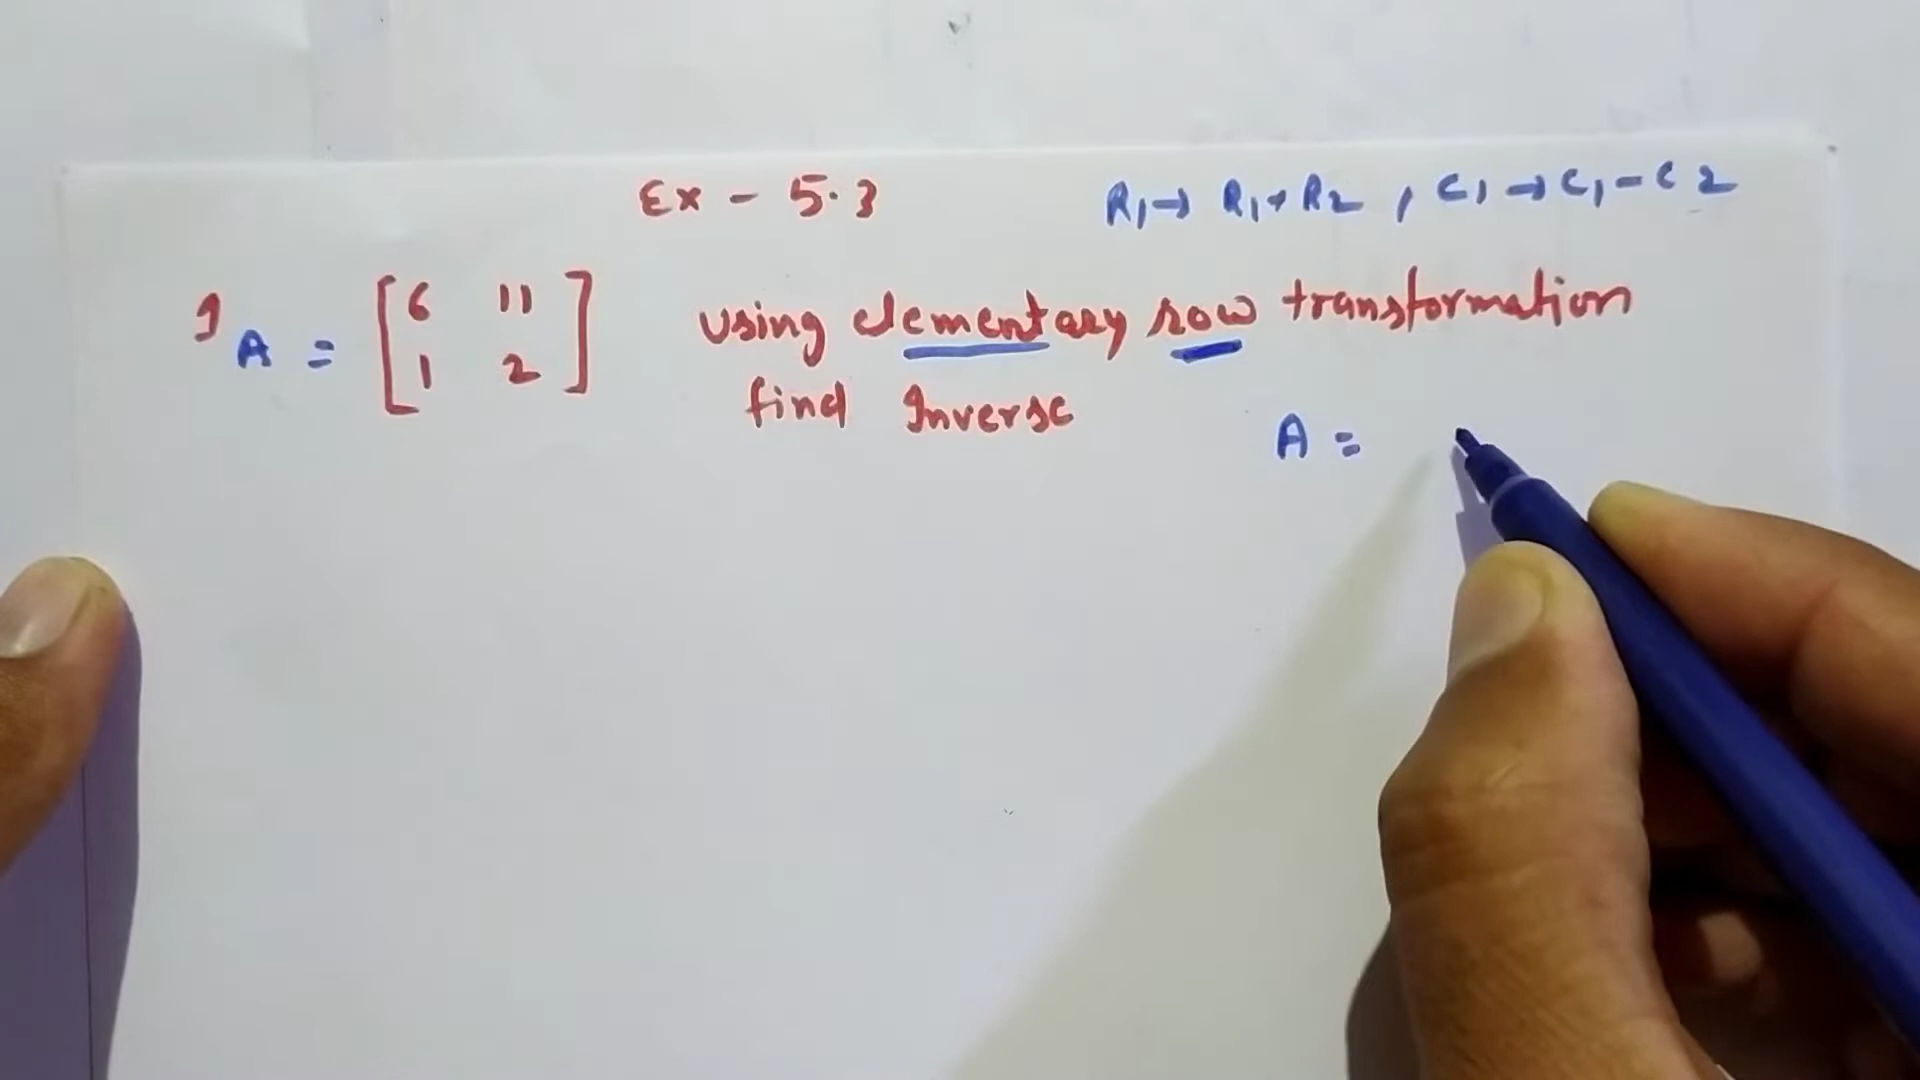 Ex - 5.3
R1→ R1+R2 , C1→C1-C2
1 A = [6 11
1 2] using elementary row transformation
find Inverse
A =